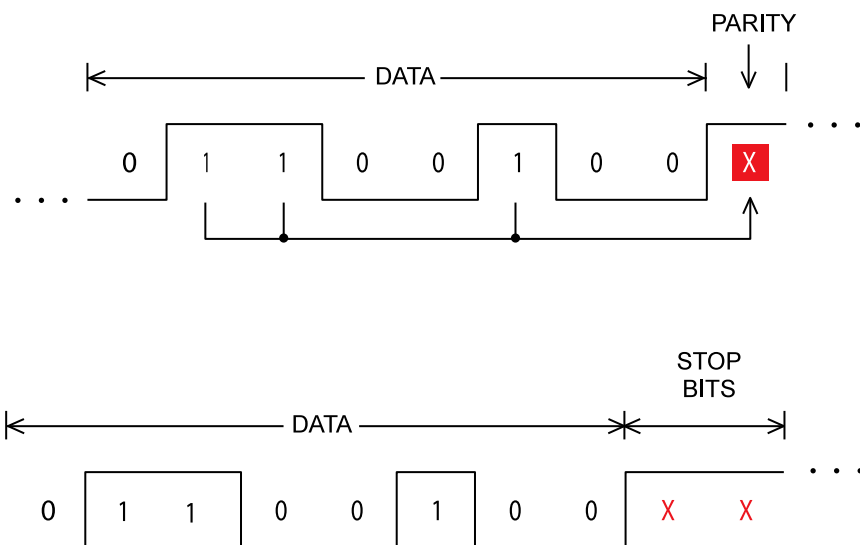 PARITY
DATA
0 1 1 0 0 1 0 0 X
STOP
BITS
DATA
0 1 1 0 0 1 0 0 X X